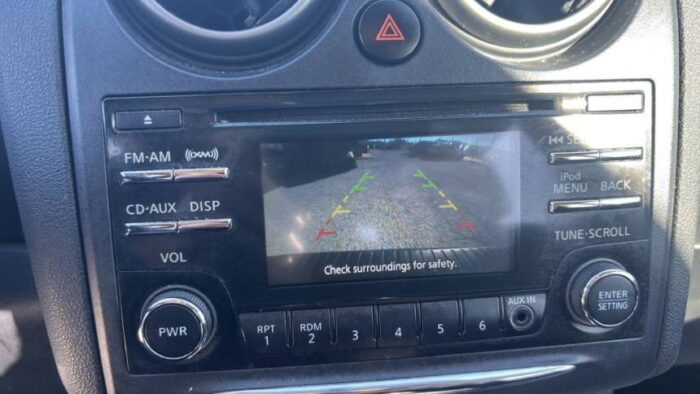 FM·AM ((XM))
CD·AUX DISP
VOL
PWR
iPod
MENU BACK
TUNE·SCROLL
ENTER
SETTING
Check surroundings for safety.
RPT
1
RDM
2
3
4
5
6
AUX IN